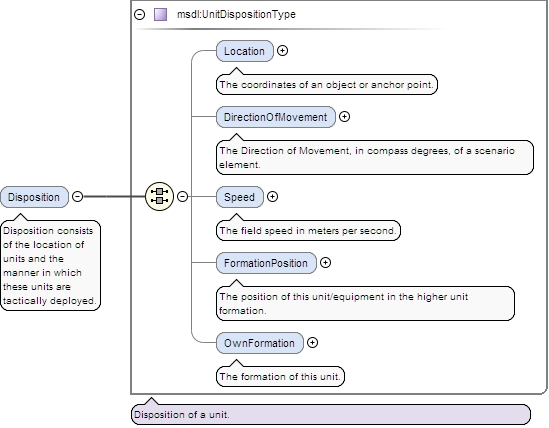 msdl:UnitDispositionType
Location
The coordinates of an object or anchor point.
DirectionOfMovement
The Direction of Movement, in compass degrees, of a scenario
element.
Disposition
Disposition consists
of the location of
units and the
manner in which
these units are
tactically deployed.
Speed
The field speed in meters per second.
FormationPosition
The position of this unit/equipment in the higher unit
formation.
OwnFormation
The formation of this unit.
Disposition of a unit.